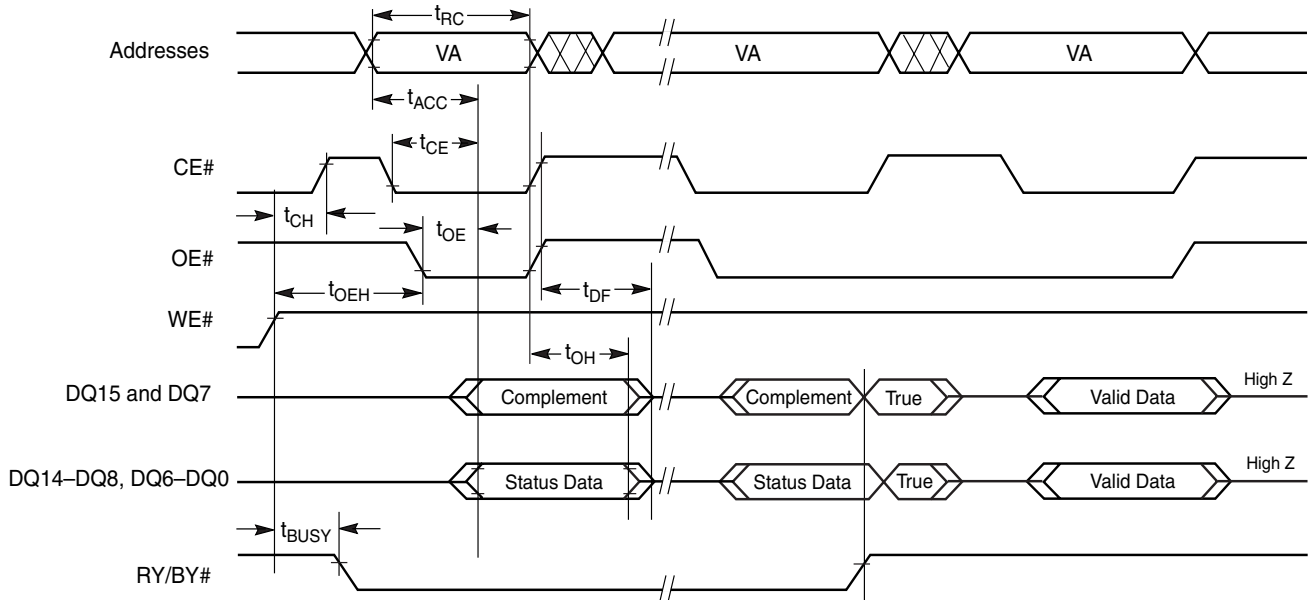 tRC
Addresses VA VA VA
tACC
tCE
CE#
tCH
tOE
OE#
tOEH tDF
WE#
tOH
DQ15 and DQ7 Complement Complement True Valid Data High Z
DQ14–DQ8, DQ6–DQ0 Status Data Status Data True Valid Data High Z
tBUSY
RY/BY#